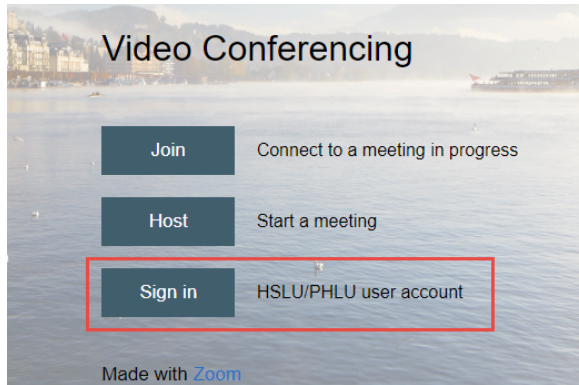 Video Conferencing
Join Connect to a meeting in progress
Host Start a meeting
Sign in HSLU/PHLU user account
Made with Zoom